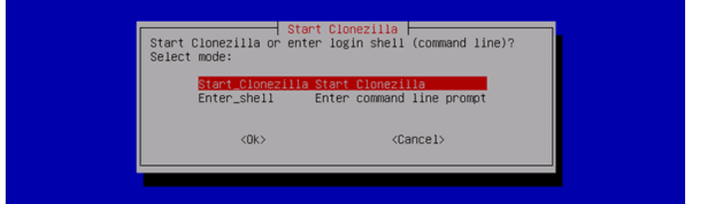 Start Clonezilla
Start Clonezilla or enter login shell (command line)?
Select mode:
Start_Clonezilla Start Clonezilla
Enter_shell Enter command line prompt
<Ok> <Cancel>